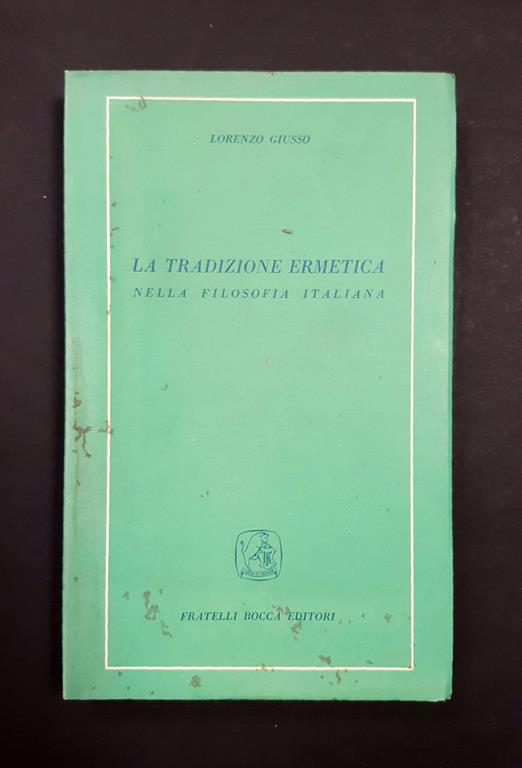 LORENZO GIUSSO
LA TRADIZIONE ERMETICA
NELLA FILOSOFIA ITALIANA
FRATELLI BOCCA EDITORI